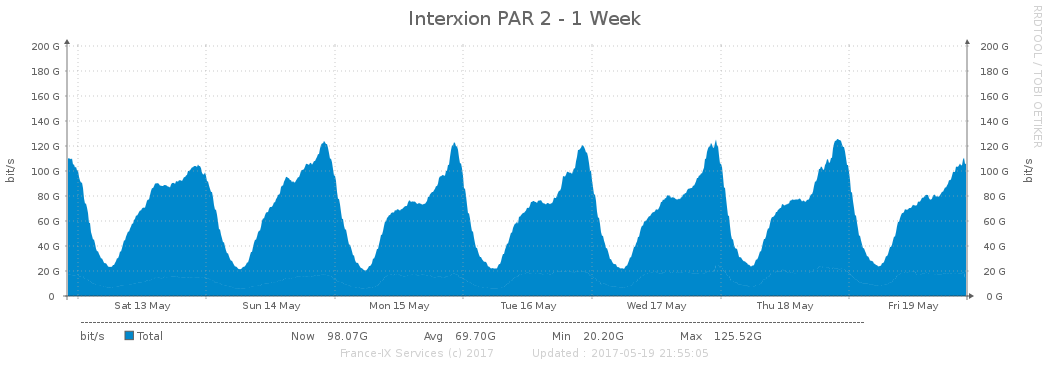 Interxion PAR 2 - 1 Week
RRDTOOL / TOBI OETIKER
bit/s
200 G 200 G
180 G 180 G
160 G 160 G
140 G 140 G
120 G 120 G
100 G 100 G
80 G 80 G
60 G 60 G
40 G 40 G
20 G 20 G
0 0 G
bit/s
Sat 13 May Sun 14 May Mon 15 May Tue 16 May Wed 17 May Thu 18 May Fri 19 May
bit/s Total Now 98.07G Avg 69.70G Min 20.20G Max 125.52G
France-IX Services (c) 2017 Updated : 2017-05-19 21:55:05